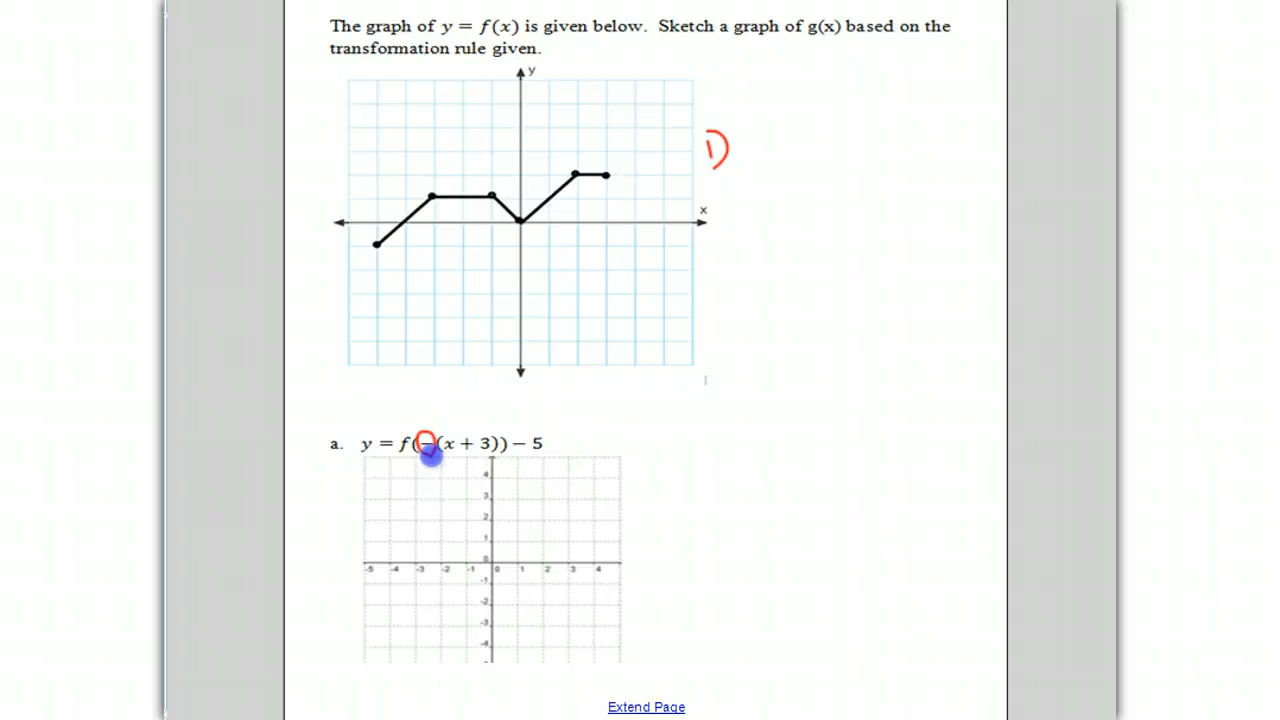 The graph of y = f(x) is given below. Sketch a graph of g(x) based on the
transformation rule given.
y
1)
x
a. y = f(−(x + 3)) − 5
4
3
2
1
0
-5 -4 -3 -2 -1 0 1 2 3 4
-1
-2
-3
-4
Extend Page